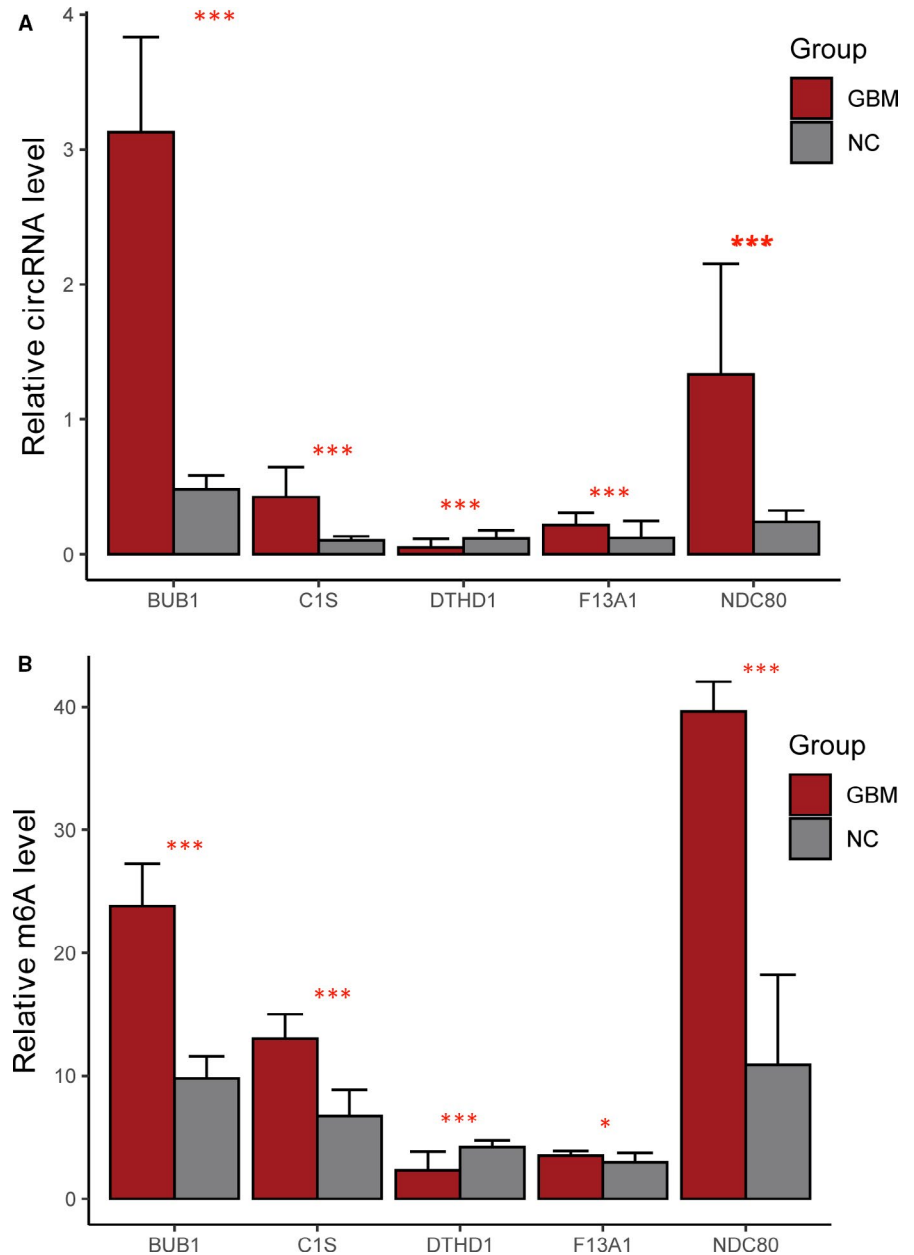 A
Relative circRNA level
4
3
2
1
0
***
***
***
***
***
Group
GBM
NC
BUB1 C1S DTHD1 F13A1 NDC80
B
Relative m6A level
40
30
20
10
0
***
***
***
*
***
Group
GBM
NC
BUB1 C1S DTHD1 F13A1 NDC80